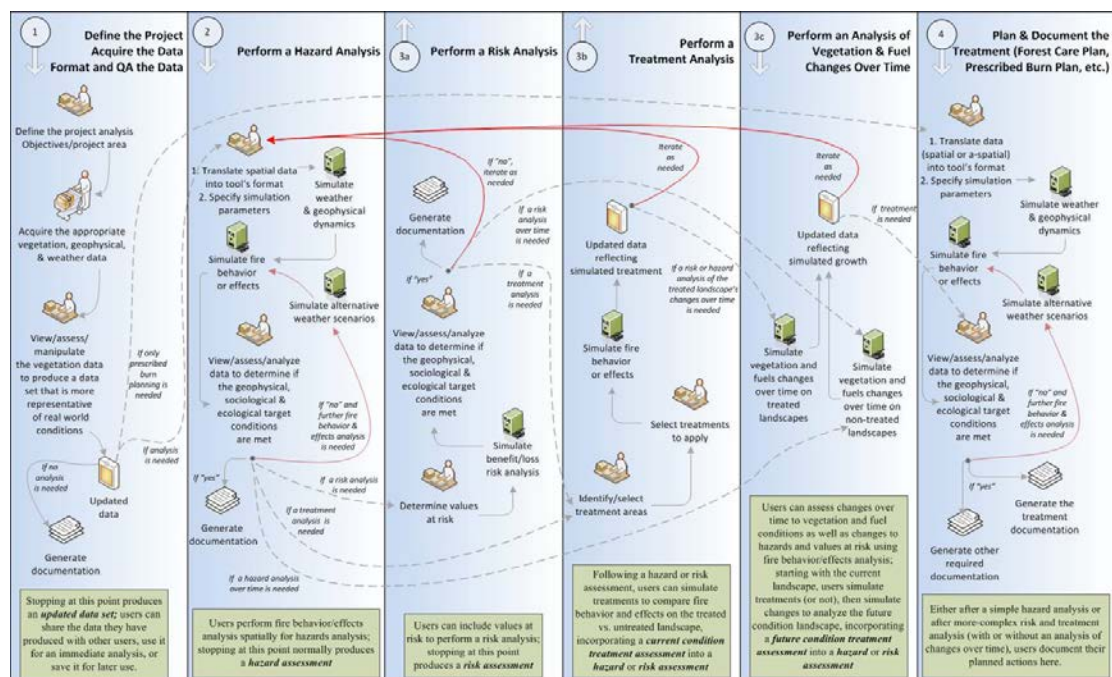 1
Define the Project
Acquire the Data
Format and QA the Data
Define the project analysis
Objectives/project area
Acquire the appropriate
vegetation, geophysical,
& weather data
View/assess/
manipulate
the vegetation data
to produce a data
set that is more
representative
of real world
conditions
If only
prescribed
burn
planning is
needed
If analysis
is needed
If no
analysis
is needed
Updated
data
Generate
documentation
Stopping at this point produces
an updated data set; users can
share the data they have
produced with other users, use it
for an immediate analysis, or
save it for later use.
2
Perform a Hazard Analysis
1. Translate spatial data
into tool's format
2. Specify simulation
parameters
Simulate
weather
& geophysical
dynamics
Simulate fire
behavior
or effects
Simulate alternative
weather scenarios
View/assess/analyze
data to determine if
the geophysical,
sociological &
ecological target
conditions
are met
If "no" and
further fire
behavior &
effects analysis
is needed
If "yes"
Generate
documentation
If a risk analysis
is needed
If a treatment
analysis is
needed
If a hazard analysis
over time is needed
Users perform fire behavior/effects
analysis spatially for hazards analysis;
stopping at this point normally produces
a hazard assessment
3a
Perform a Risk Analysis
If "no",
iterate as
needed
Generate
documentation
If a risk
analysis
over time is
needed
If "yes"
If a
treatment
analysis is
needed
View/assess/analyze
data to determine if
the geophysical,
sociological &
ecological target
conditions
are met
Simulate
benefit/loss
risk analysis
Determine values
at risk
Users can include values at
risk to perform a risk analysis;
stopping at this point
produces a risk assessment
3b
Perform a
Treatment Analysis
Iterate
as
needed
Updated data
reflecting
simulated treatment
If a risk or hazard
analysis of the
treated landscape's
changes over time
is needed
Simulate fire
behavior
or effects
Select treatments
to apply
Identify/select
treatment areas
Following a hazard or risk
assessment, users can simulate
treatments to compare fire
behavior and effects on the treated
vs. untreated landscape,
incorporating a current condition
treatment assessment into a
hazard or risk assessment
3c
Perform an Analysis of
Vegetation & Fuel
Changes Over Time
Iterate
as
needed
Updated data
reflecting
simulated growth
If treatment
is needed
Simulate
vegetation and
fuels changes
over time on
treated
landscapes
Simulate
vegetation and
fuels changes
over time on
non-treated
landscapes
Users can assess changes over
time to vegetation and fuel
conditions as well as changes to
hazards and values at risk using
fire behavior/effects analysis;
starting with the current
landscape, users simulate
treatments (or not), then simulate
changes to analyze the future
condition landscape, incorporating
a future condition treatment
assessment into a hazard or risk
assessment
4
Plan & Document
the Treatment (Forest Care Plan,
Prescribed Burn Plan, etc.)
1. Translate data
(spatial or a-spatial)
into tool's format
2. Specify simulation
parameters
Simulate weather
& geophysical
dynamics
Simulate fire
behavior
or effects
Simulate alternative
weather scenarios
View/assess/analyze
data to determine if
the geophysical,
sociological &
ecological target
conditions
are met
If "no" and
further fire
behavior &
effects analysis
is needed
If "yes"
Generate the
treatment
documentation
Generate other
required
documentation
Either after a simple hazard analysis or
after more-complex risk and treatment
analysis (with or without an analysis of
changes over time), users document their
planned actions here.